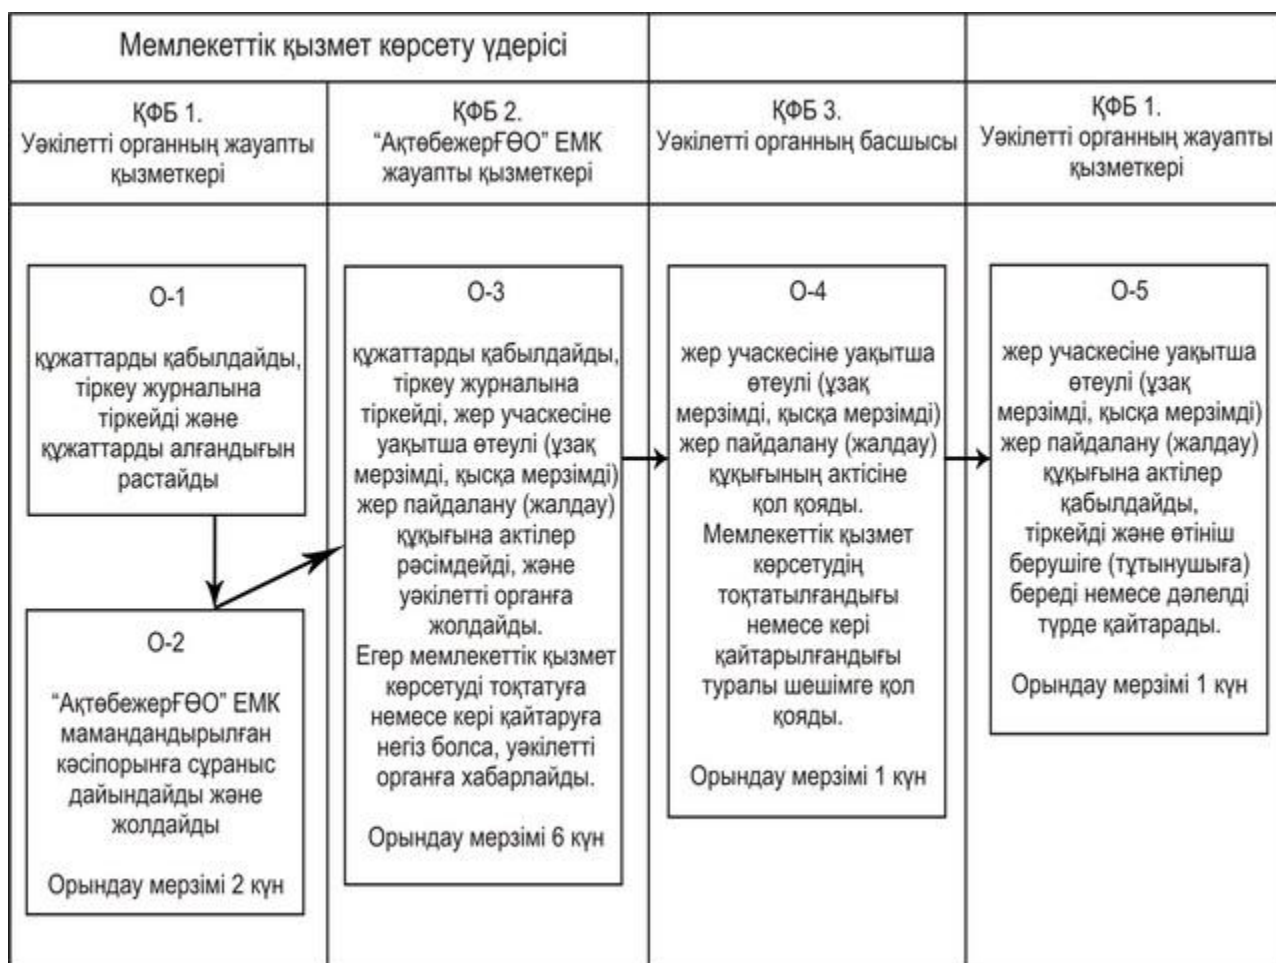 Мемлекеттік қызмет көрсету үдерісі
ҚФБ 1.
Уәкілетті органның жауапты
қызметкері
ҚФБ 2.
“АқтөбежерҒӨО” ЕМК
жауапты қызметкері
ҚФБ 3.
Уәкілетті органның басшысы
ҚФБ 1.
Уәкілетті органның жауапты
қызметкері
О-1
құжаттарды қабылдайды,
тіркеу журналына
тіркейді және
құжаттарды алғандығын
растайды
О-2
“АқтөбежерҒӨО” ЕМК
мамандандырылған
кәсіпорынға сұраныс
дайындайды және
жолдайды
Орындау мерзімі 2 күн
О-3
құжаттарды қабылдайды,
тіркеу журналына
тіркейді, жер учаскесіне
уақытша өтеулі (ұзақ
мерзімді, қысқа мерзімді)
жер пайдалану (жалдау)
құқығына актілер
рәсімдейді, және
уәкілетті органға
жолдайды.
Егер мемлекеттік қызмет
көрсетуді тоқтатуға
немесе кері қайтаруға
негіз болса, уәкілетті
органға хабарлайды.
Орындау мерзімі 6 күн
О-4
жер учаскесіне уақытша
өтеулі (ұзақ
мерзімді, қысқа мерзімді)
жер пайдалану (жалдау)
құқығының актісіне
қол қояды.
Мемлекеттік қызмет
көрсетудің
тоқтатылғандығы
немесе кері
қайтарылғандығы
туралы шешімге қол
қояды.
Орындау мерзімі 1 күн
О-5
жер учаскесіне уақытша
өтеулі (ұзақ
мерзімді, қысқа мерзімді)
жер пайдалану (жалдау)
құқығына актілер
қабылдайды,
тіркейді және өтініш
берушіге (тұтынушыға)
береді немесе дәлелді
түрде қайтарады.
Орындау мерзімі 1 күн